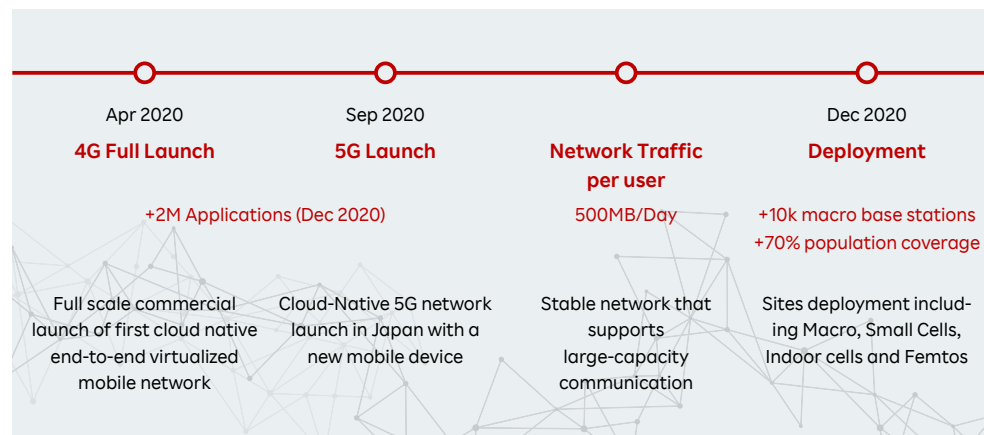 Apr 2020
4G Full Launch
Sep 2020
5G Launch
+2M Applications (Dec 2020)
Full scale commercial
launch of first cloud native
end-to-end virtualized
mobile network
Cloud-Native 5G network
launch in Japan with a
new mobile device
Network Traffic
per user
500MB/Day
Stable network that
supports
large-capacity
communication
Dec 2020
Deployment
+10k macro base stations
+70% population coverage
Sites deployment includ-
ing Macro, Small Cells,
Indoor cells and Femtos